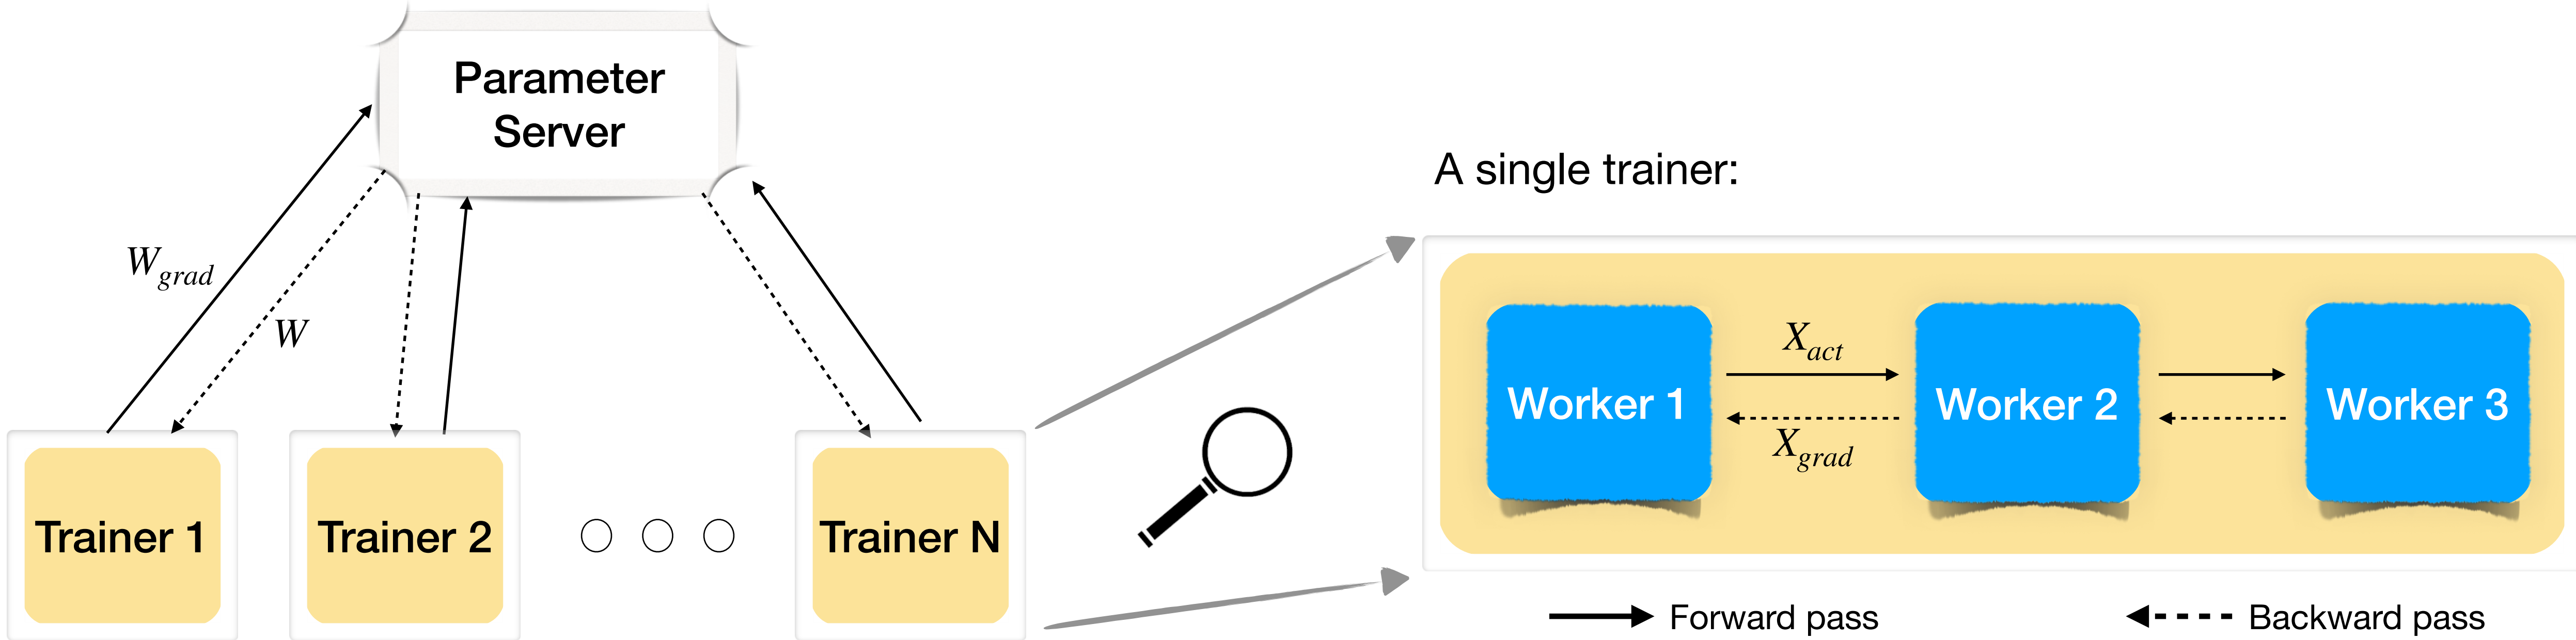 Parameter
Server
W_grad
W
Trainer 1
Trainer 2
Trainer N
A single trainer:
Worker 1
X_act
X_grad
Worker 2
Worker 3
Forward pass
Backward pass